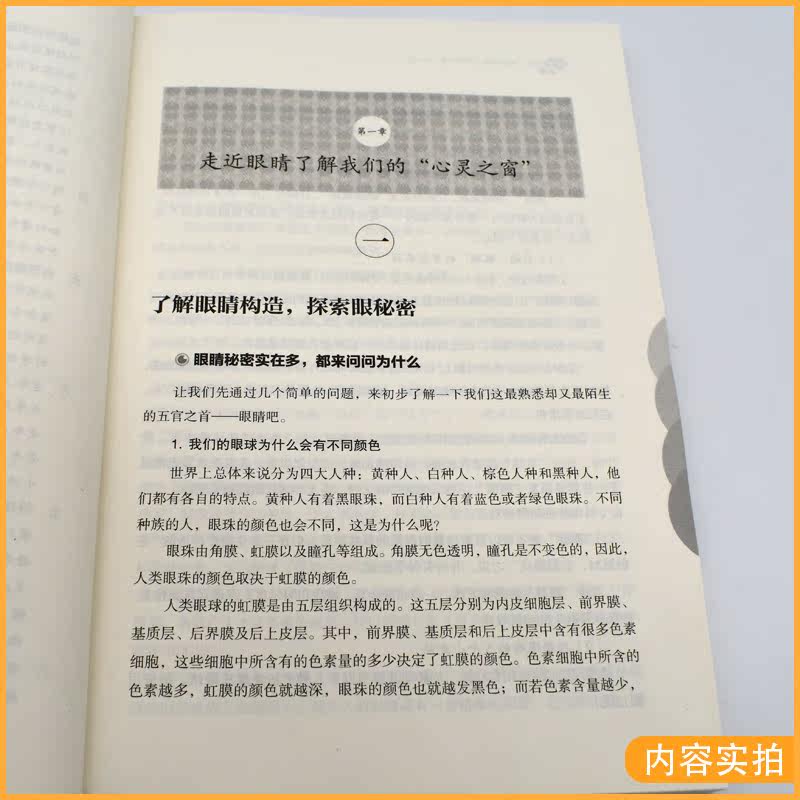 第一章
走近眼睛了解我们的“心灵之窗”
一
了解眼睛构造，探索眼秘密
眼睛秘密实在多，都来问问为什么
让我们先通过几个简单的问题，来初步了解一下我们这最熟悉却又最陌生
的五官之首——眼睛吧。
1. 我们的眼球为什么会有不同颜色
世界上总体来说分为四大人种：黄种人、白种人、棕色人种和黑种人，他
们都有各自的特点。黄种人有着黑眼珠，而白种人有着蓝色或者绿色眼珠。不同
种族的人，眼珠的颜色也会不同，这是为什么呢？
眼珠由角膜、虹膜以及瞳孔等组成。角膜无色透明，瞳孔是不变色的，因此，
人类眼珠的颜色取决于虹膜的颜色。
人类眼球的虹膜是由五层组织构成的。这五层分别为内皮细胞层、前界膜、
基质层、后界膜及后上皮层。其中，前界膜、基质层和后上皮层中含有很多色素
细胞，这些细胞中所含有的色素量的多少决定了虹膜的颜色。色素细胞中所含的
色素越多，虹膜的颜色就越深，眼珠的颜色也就越发黑色；而若色素含量越少，
内容实拍